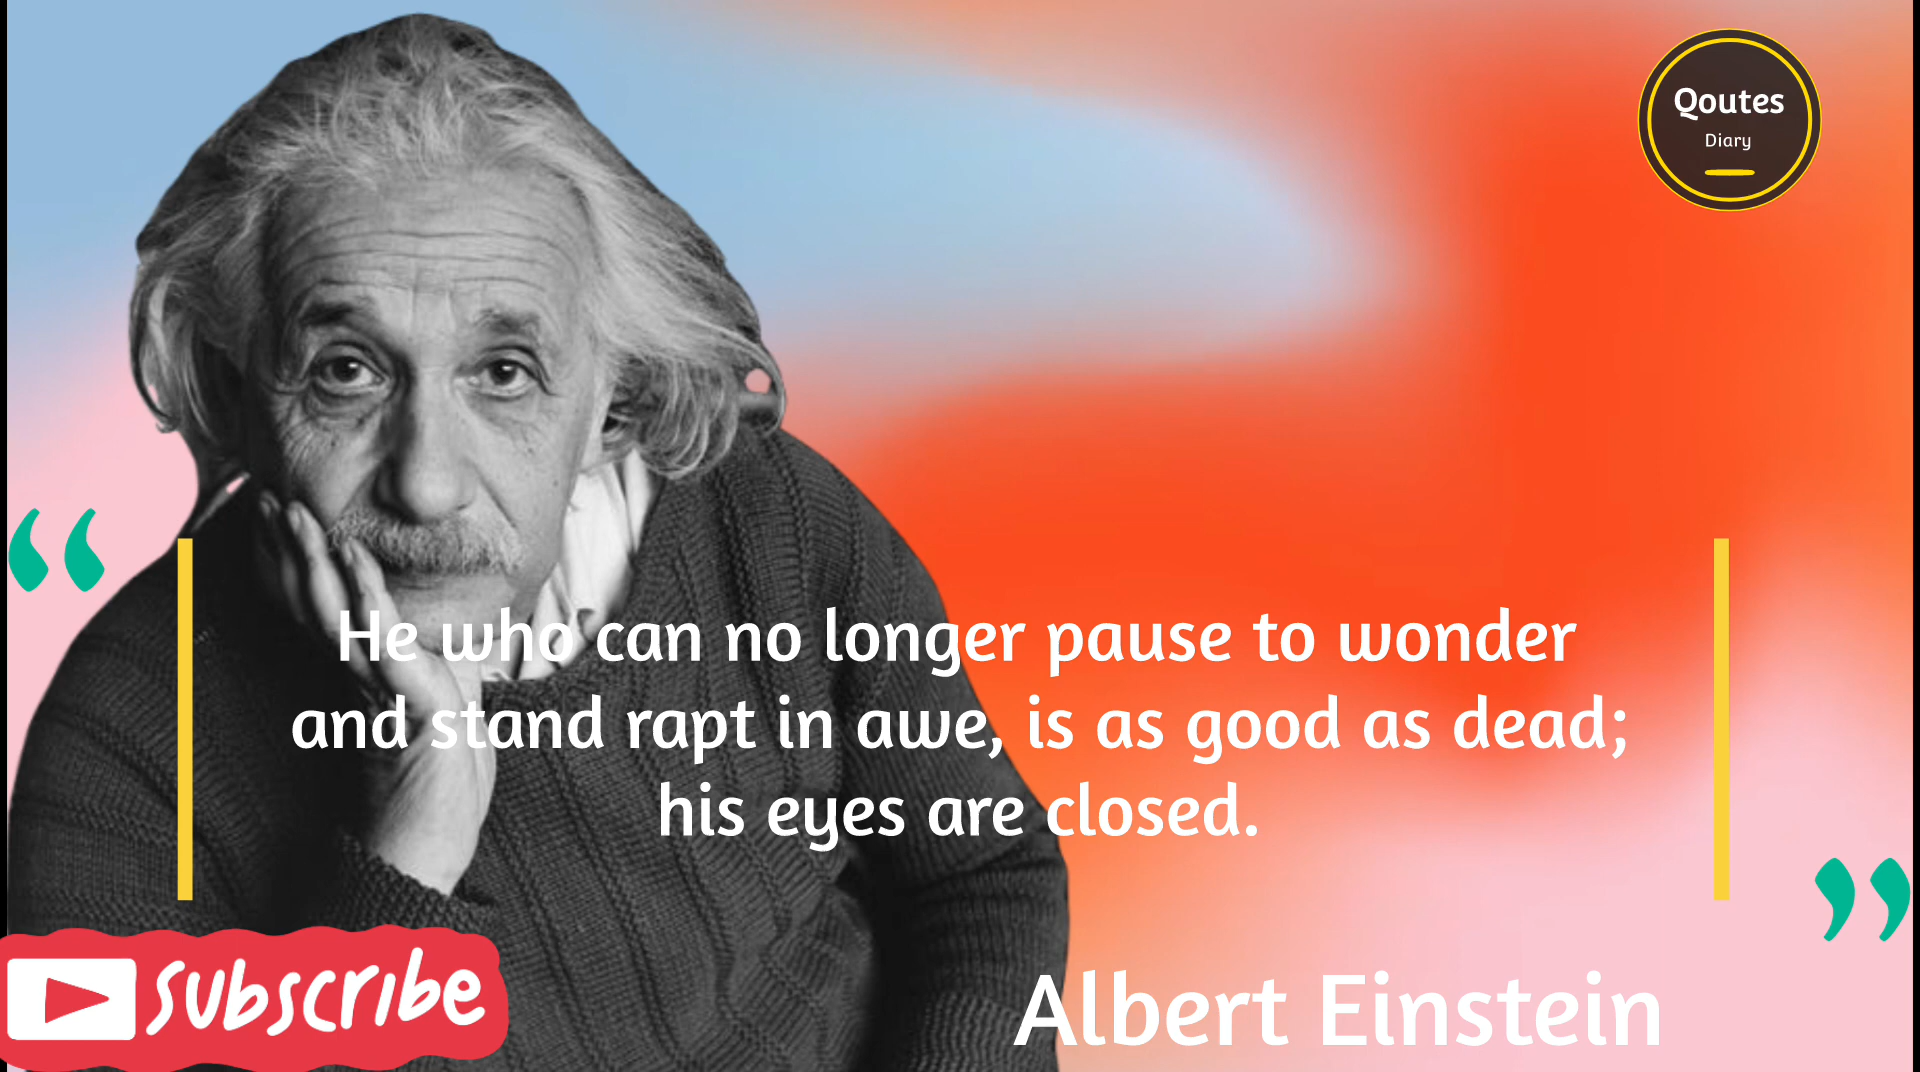 Qoutes
Diary
“
He who can no longer pause to wonder
and stand rapt in awe, is as good as dead;
his eyes are closed.
”
Subscribe
Albert Einstein